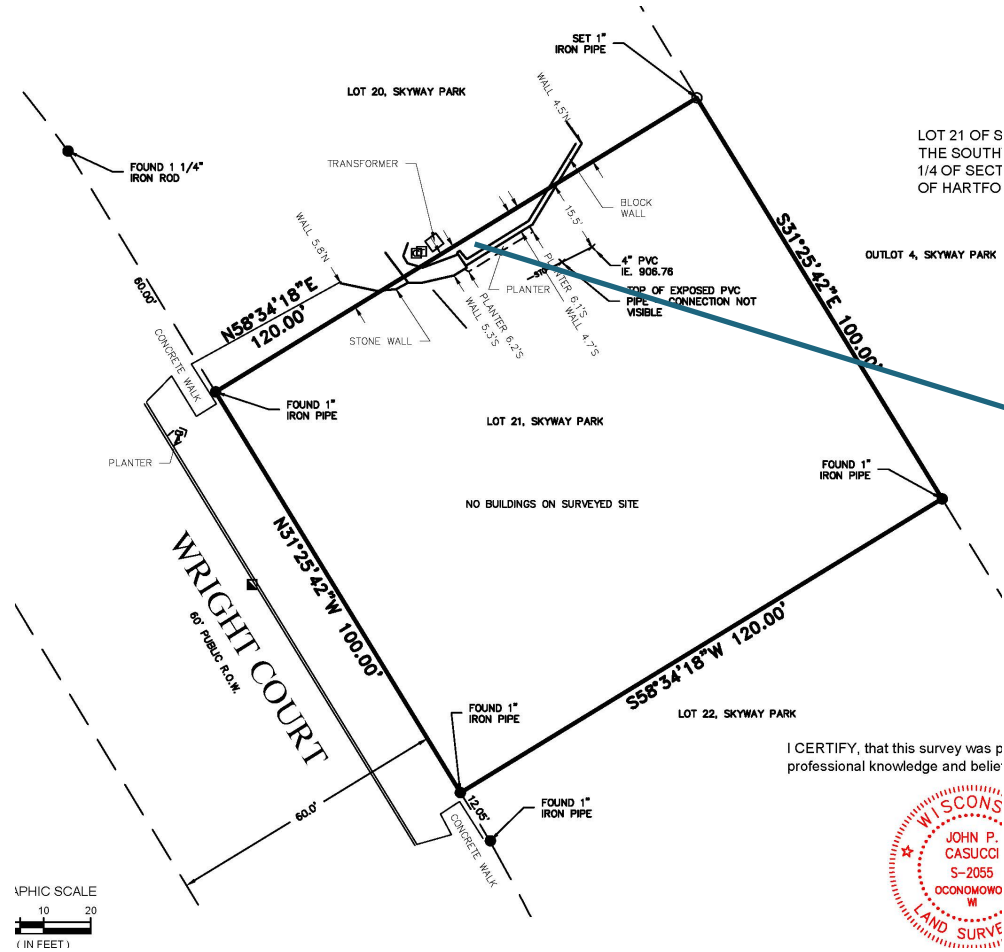 SET 1"
IRON PIPE
LOT 20, SKYWAY PARK
WALL 4.5'N
FOUND 1 1/4"
IRON ROD
TRANSFORMER
LOT 21 OF S
THE SOUTH
1/4 OF SECT
OF HARTFO
BLOCK
WALL
WALL 5.8'N
15.5'
S31°25'42"E 100.00'
OUTLOT 4, SKYWAY PARK
60.00'
4" PVC
IE. 906.76
STO
PLANTER
TOP OF EXPOSED PVC
PIPE CONNECTION NOT
VISIBLE
N58°34'18"E
120.00'
PLANTER 6.1'S
WALL 4.7'S
PLANTER 6.2'S
WALL 5.3'S
STONE WALL
CONCRETE WALK
FOUND 1"
IRON PIPE
LOT 21, SKYWAY PARK
PLANTER
FOUND 1"
IRON PIPE
NO BUILDINGS ON SURVEYED SITE
N31°25'42"W 100.00'
WRIGHT COURT
60' PUBLIC R.O.W.
S58°34'18"W 120.00'
FOUND 1"
IRON PIPE
LOT 22, SKYWAY PARK
I CERTIFY, that this survey was p
professional knowledge and belie
12.05'
FOUND 1"
IRON PIPE
60.0'
CONCRETE WALK
WISCONS
JOHN P.
CASUCCI
S-2055
OCONOMOWO
WI
LAND SURVE
APHIC SCALE
10 20
( IN FEET )